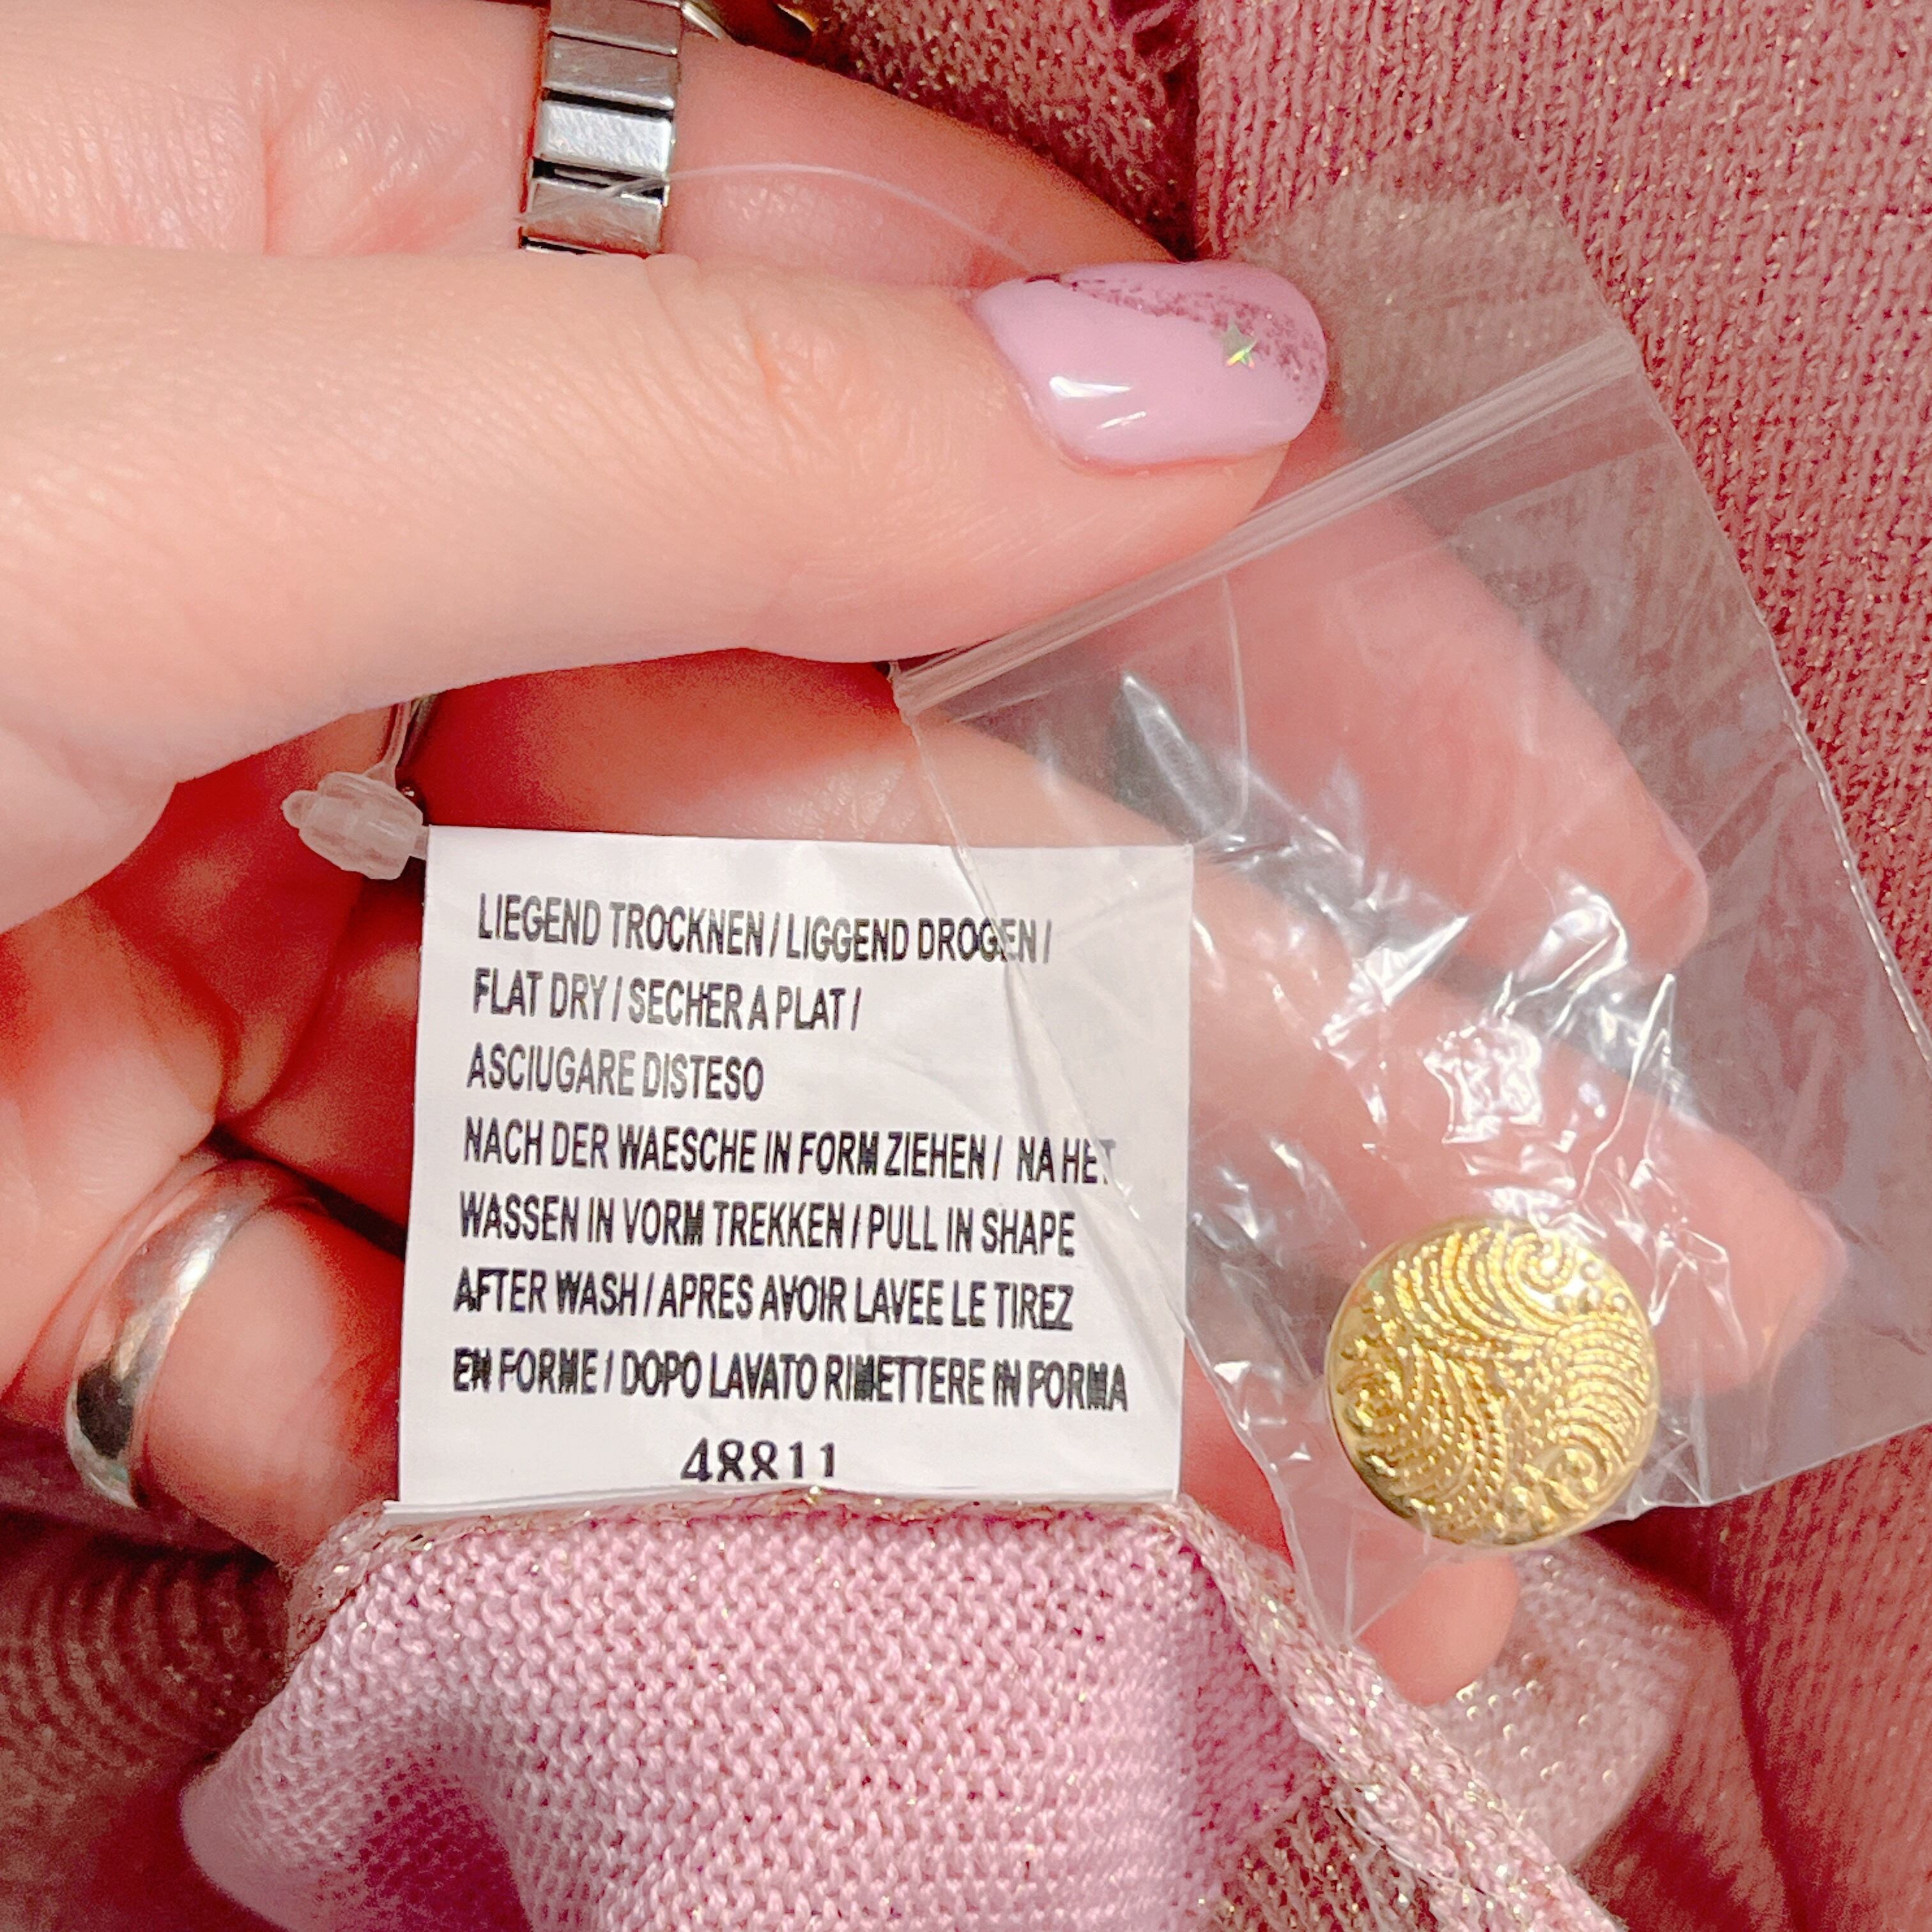 LIEGEND TROCKNEN / LIGGEND DROGEN /
FLAT DRY / SECHER A PLAT /
ASCIUGARE DISTESO
NACH DER WAESCHE IN FORM ZIEHEN / NA HET
WASSEN IN VORM TREKKEN / PULL IN SHAPE
AFTER WASH / APRES AVOIR LAVEE LE TIREZ
EN FORME / DOPO LAVATO RIMETTERE IN FORMA
48811